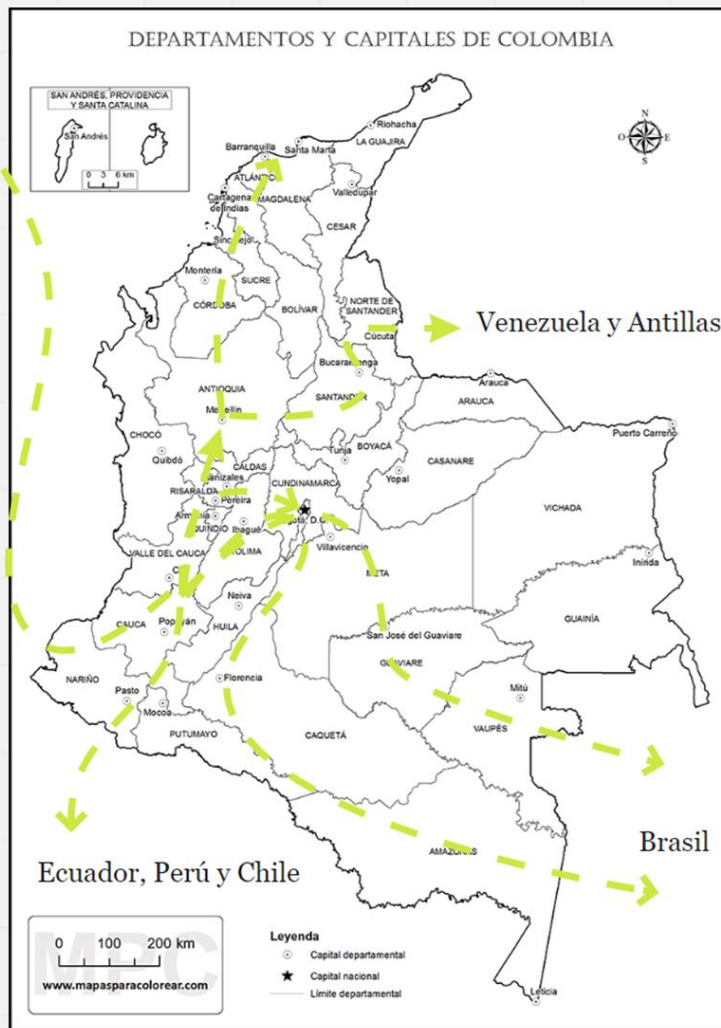 DEPARTAMENTOS Y CAPITALES DE COLOMBIA
SAN ANDRÉS, PROVIDENCIA
Y SANTA CATALINA
San Andrés
0 3 6 km
N
O
E
S
Riohacha
Santa Marta
LA GUAJIRA
Barranquilla
ATLÁNTICO
Valledupar
Cartagena
de Indias
MAGDALENA
CESAR
Sincelejo
Montería
SUCRE
CÓRDOBA
BOLÍVAR
NORTE DE
SANTANDER
Cúcuta
Venezuela y Antillas
Bucaramanga
Arauca
ANTIOQUIA
SANTANDER
ARAUCA
Medellín
Puerto Carreño
CHOCÓ
BOYACÁ
Quibdó
Tunja
CASANARE
CALDAS
CUNDINAMARCA
Yopal
Manizales
RISARALDA
Pereira
VICHADA
Armenia
QUINDÍO
Ibagué
Bogotá, D.C.
Villavicencio
VALLE DEL CAUCA
TOLIMA
Inírida
META
Neiva
CAUCA
Popayán
HUILA
GUAINÍA
San José del Guaviare
GUAVIARE
NARIÑO
Florencia
Pasto
Mocoa
Mitú
VAUPÉS
PUTUMAYO
CAQUETÁ
Brasil
AMAZONAS
Ecuador, Perú y Chile
MPC
0 100 200 km
www.mapasparacolorear.com
Leyenda
Capital departamental
Capital nacional
Límite departamental
Leticia